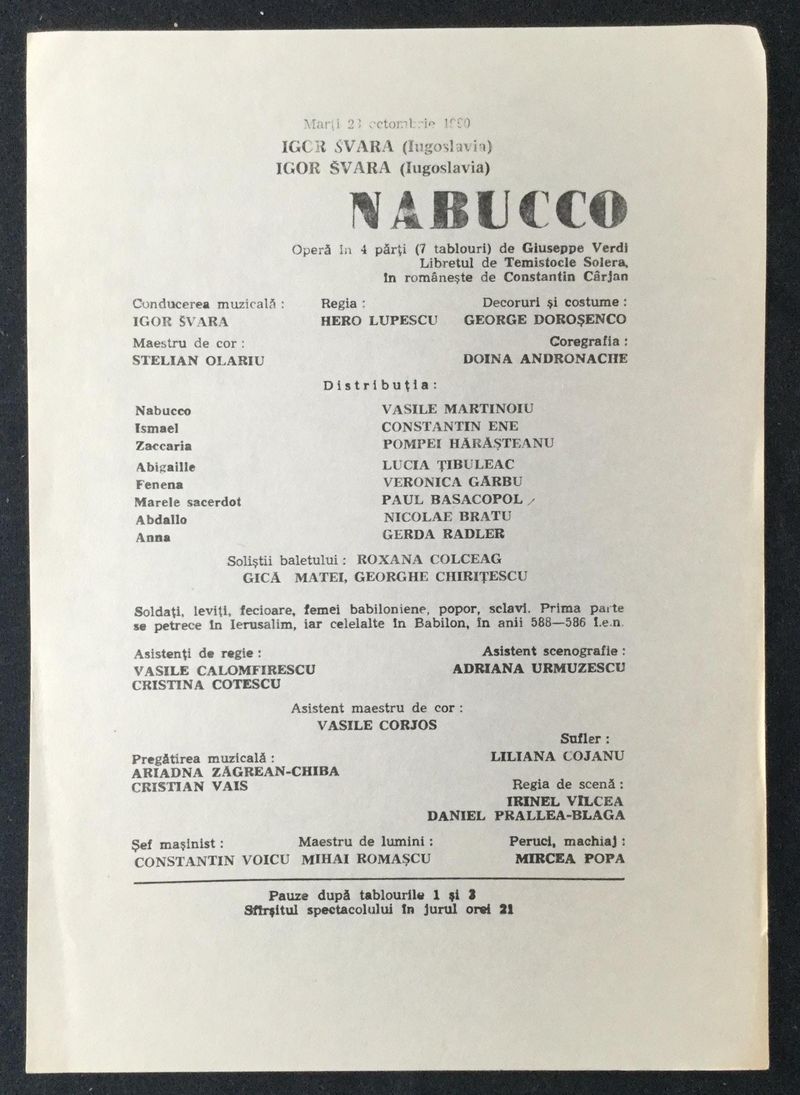 Marți 23 octombrie 1990
IGOR ŠVARA (Iugoslavia)
IGOR ŠVARA (Iugoslavia)
NABUCCO
Operă în 4 părți (7 tablouri) de Giuseppe Verdi
Libretul de Temistocle Solera,
în românește de Constantin Cârjan
Conducerea muzicală : Regia : Decoruri și costume :
IGOR ŠVARA HERO LUPESCU GEORGE DOROȘENCO
Maestru de cor : Coregrafia :
STELIAN OLARIU DOINA ANDRONACHE
Distribuția:
Nabucco VASILE MARTINOIU
Ismael CONSTANTIN ENE
Zaccaria POMPEI HĂRĂȘTEANU
Abigaille LUCIA ȚIBULEAC
Fenena VERONICA GÂRBU
Marele sacerdot PAUL BASACOPOL
Abdallo NICOLAE BRATU
Anna GERDA RADLER
Soliștii baletului : ROXANA COLCEAG
GICĂ MATEI, GEORGHE CHIRIȚESCU
Soldați, leviți, fecioare, femei babiloniene, popor, sclavi. Prima parte
se petrece în Ierusalim, iar celelalte în Babilon, în anii 588—586 î.e.n.
Asistenți de regie : Asistent scenografie :
VASILE CALOMFIRESCU ADRIANA URMUZESCU
CRISTINA COTESCU
Asistent maestru de cor :
VASILE CORJOS
Sufler :
LILIANA COJANU
Pregătirea muzicală :
ARIADNA ZĂGREAN-CHIBA
CRISTIAN VAIS
Regia de scenă :
IRINEL VÎLCEA
DANIEL PRALLEA-BLAGA
Șef mașinist : Maestru de lumini : Peruci, machiaj :
CONSTANTIN VOICU MIHAI ROMAȘCU MIRCEA POPA
Pauze după tablourile 1 și 3
Sfîrșitul spectacolului în jurul orei 21